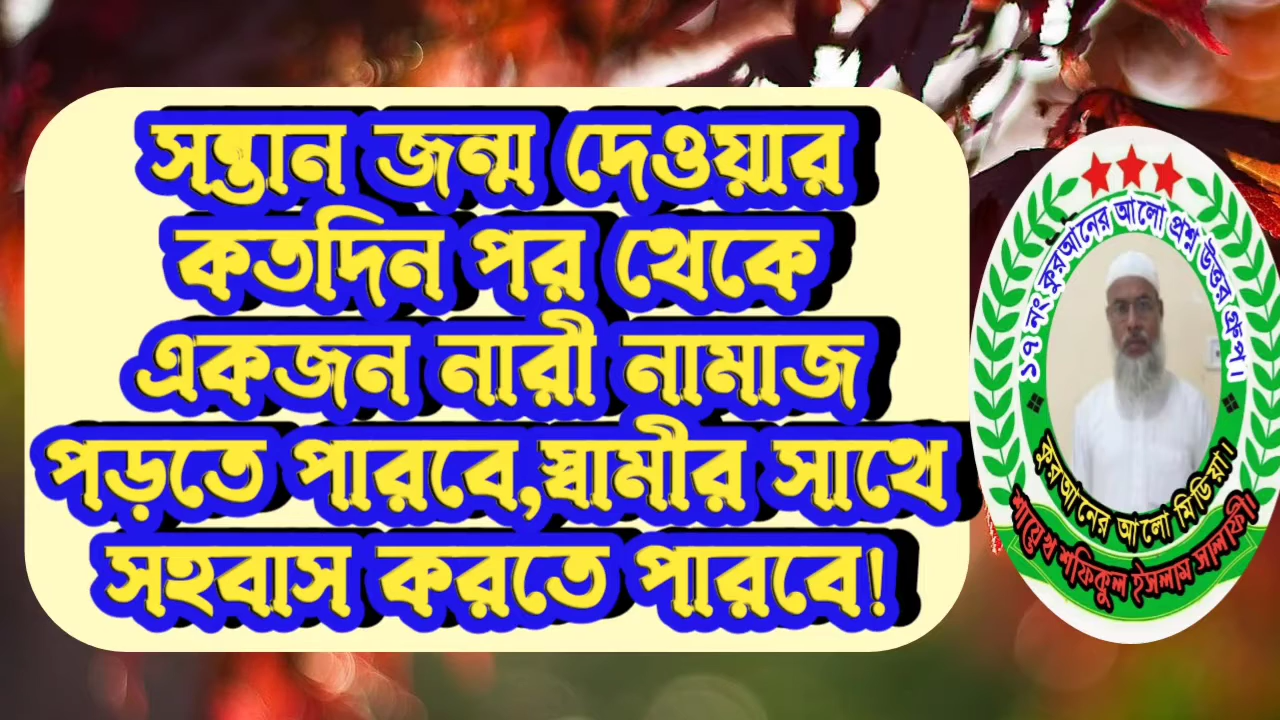 সন্তান জন্ম দেওয়ার
কতদিন পর থেকে
একজন নারী নামাজ
পড়তে পারবে,স্বামীর সাথে
সহবাস করতে পারবে!
১৭ নং কুরআনের আলো প্রশ্ন উত্তর গ্রুপ।
কুরআনের আলো মিডিয়া।
শায়েখ শফিকুল ইসলাম সালাফী।